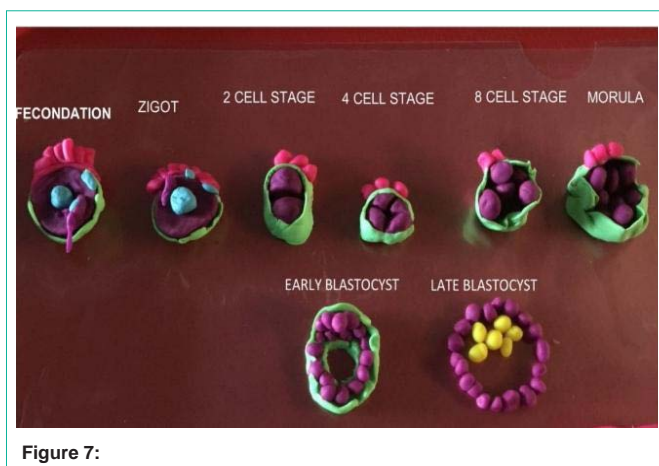 FECONDATION
ZIGOT
2 CELL STAGE
4 CELL STAGE
8 CELL STAGE
MORULA
EARLY BLASTOCYST
LATE BLASTOCYST
Figure 7: